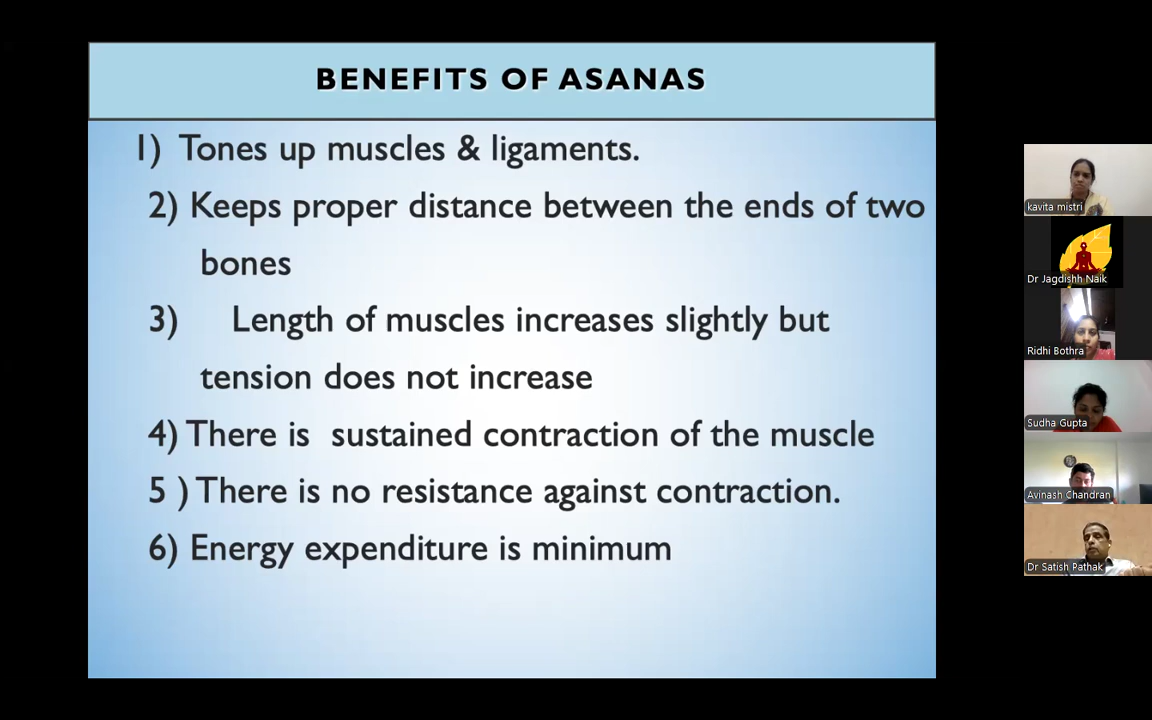 BENEFITS OF ASANAS
1) Tones up muscles & ligaments.
2) Keeps proper distance between the ends of two
bones
3) Length of muscles increases slightly but
tension does not increase
4) There is sustained contraction of the muscle
5 ) There is no resistance against contraction.
6) Energy expenditure is minimum
kavita mistri
Dr Jagdishh Naik
Ridhi Bothra
Sudha Gupta
Avinash Chandran
Dr Satish Pathak